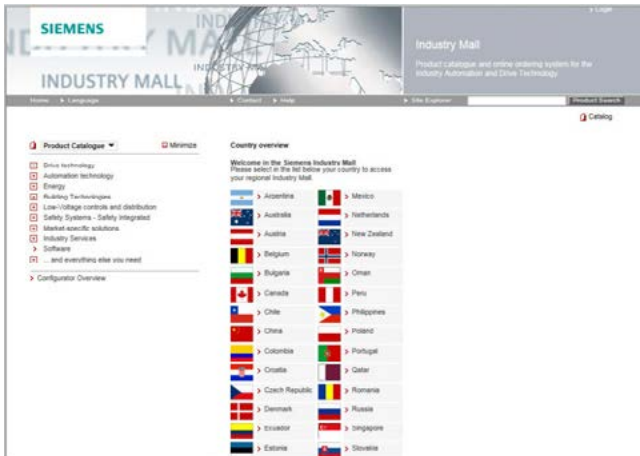 Login
SIEMENS
INDUSTRY MALL
Industry Mall
Product catalogue and online ordering system for the
Industry Automation and Drive Technology
Home Language Contact Help Site Explorer Product Search
Catalog
Product Catalogue Minimize
Drive technology
Automation technology
Energy
Building Technologies
Low-Voltage controls and distribution
Safety Systems - Safety Integrated
Market-specific solutions
Industry Services
Software
... and everything else you need
Configurator Overview
Country overview
Welcome in the Siemens Industry Mall
Please select in the list below your country to access
your regional Industry Mall.
Argentina Mexico
Australia Netherlands
Austria New Zealand
Belgium Norway
Bulgaria Oman
Canada Peru
Chile Philippines
China Poland
Colombia Portugal
Croatia Qatar
Czech Republic Romania
Denmark Russia
Ecuador Singapore
Estonia Slovakia